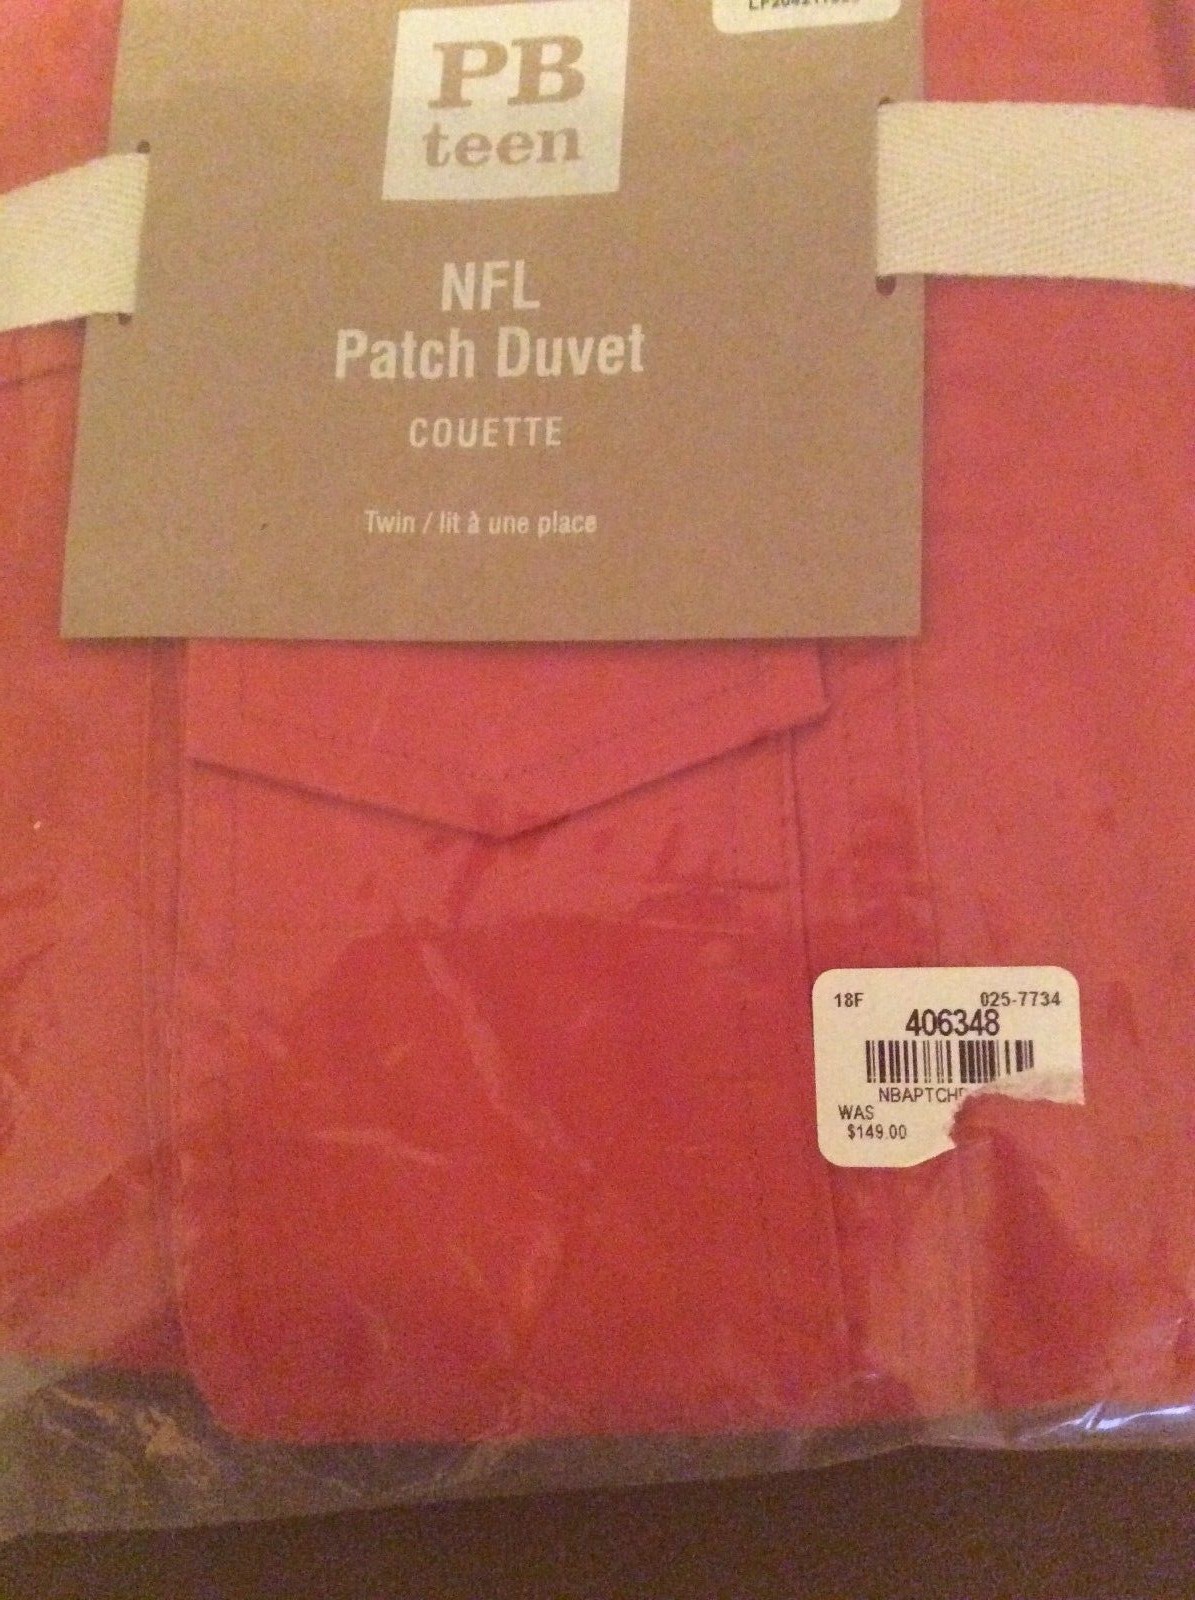 PB
teen
NFL
Patch Duvet
COUETTE
Twin / lit à une place
18F 025-7734
406348
WAS
$149.00